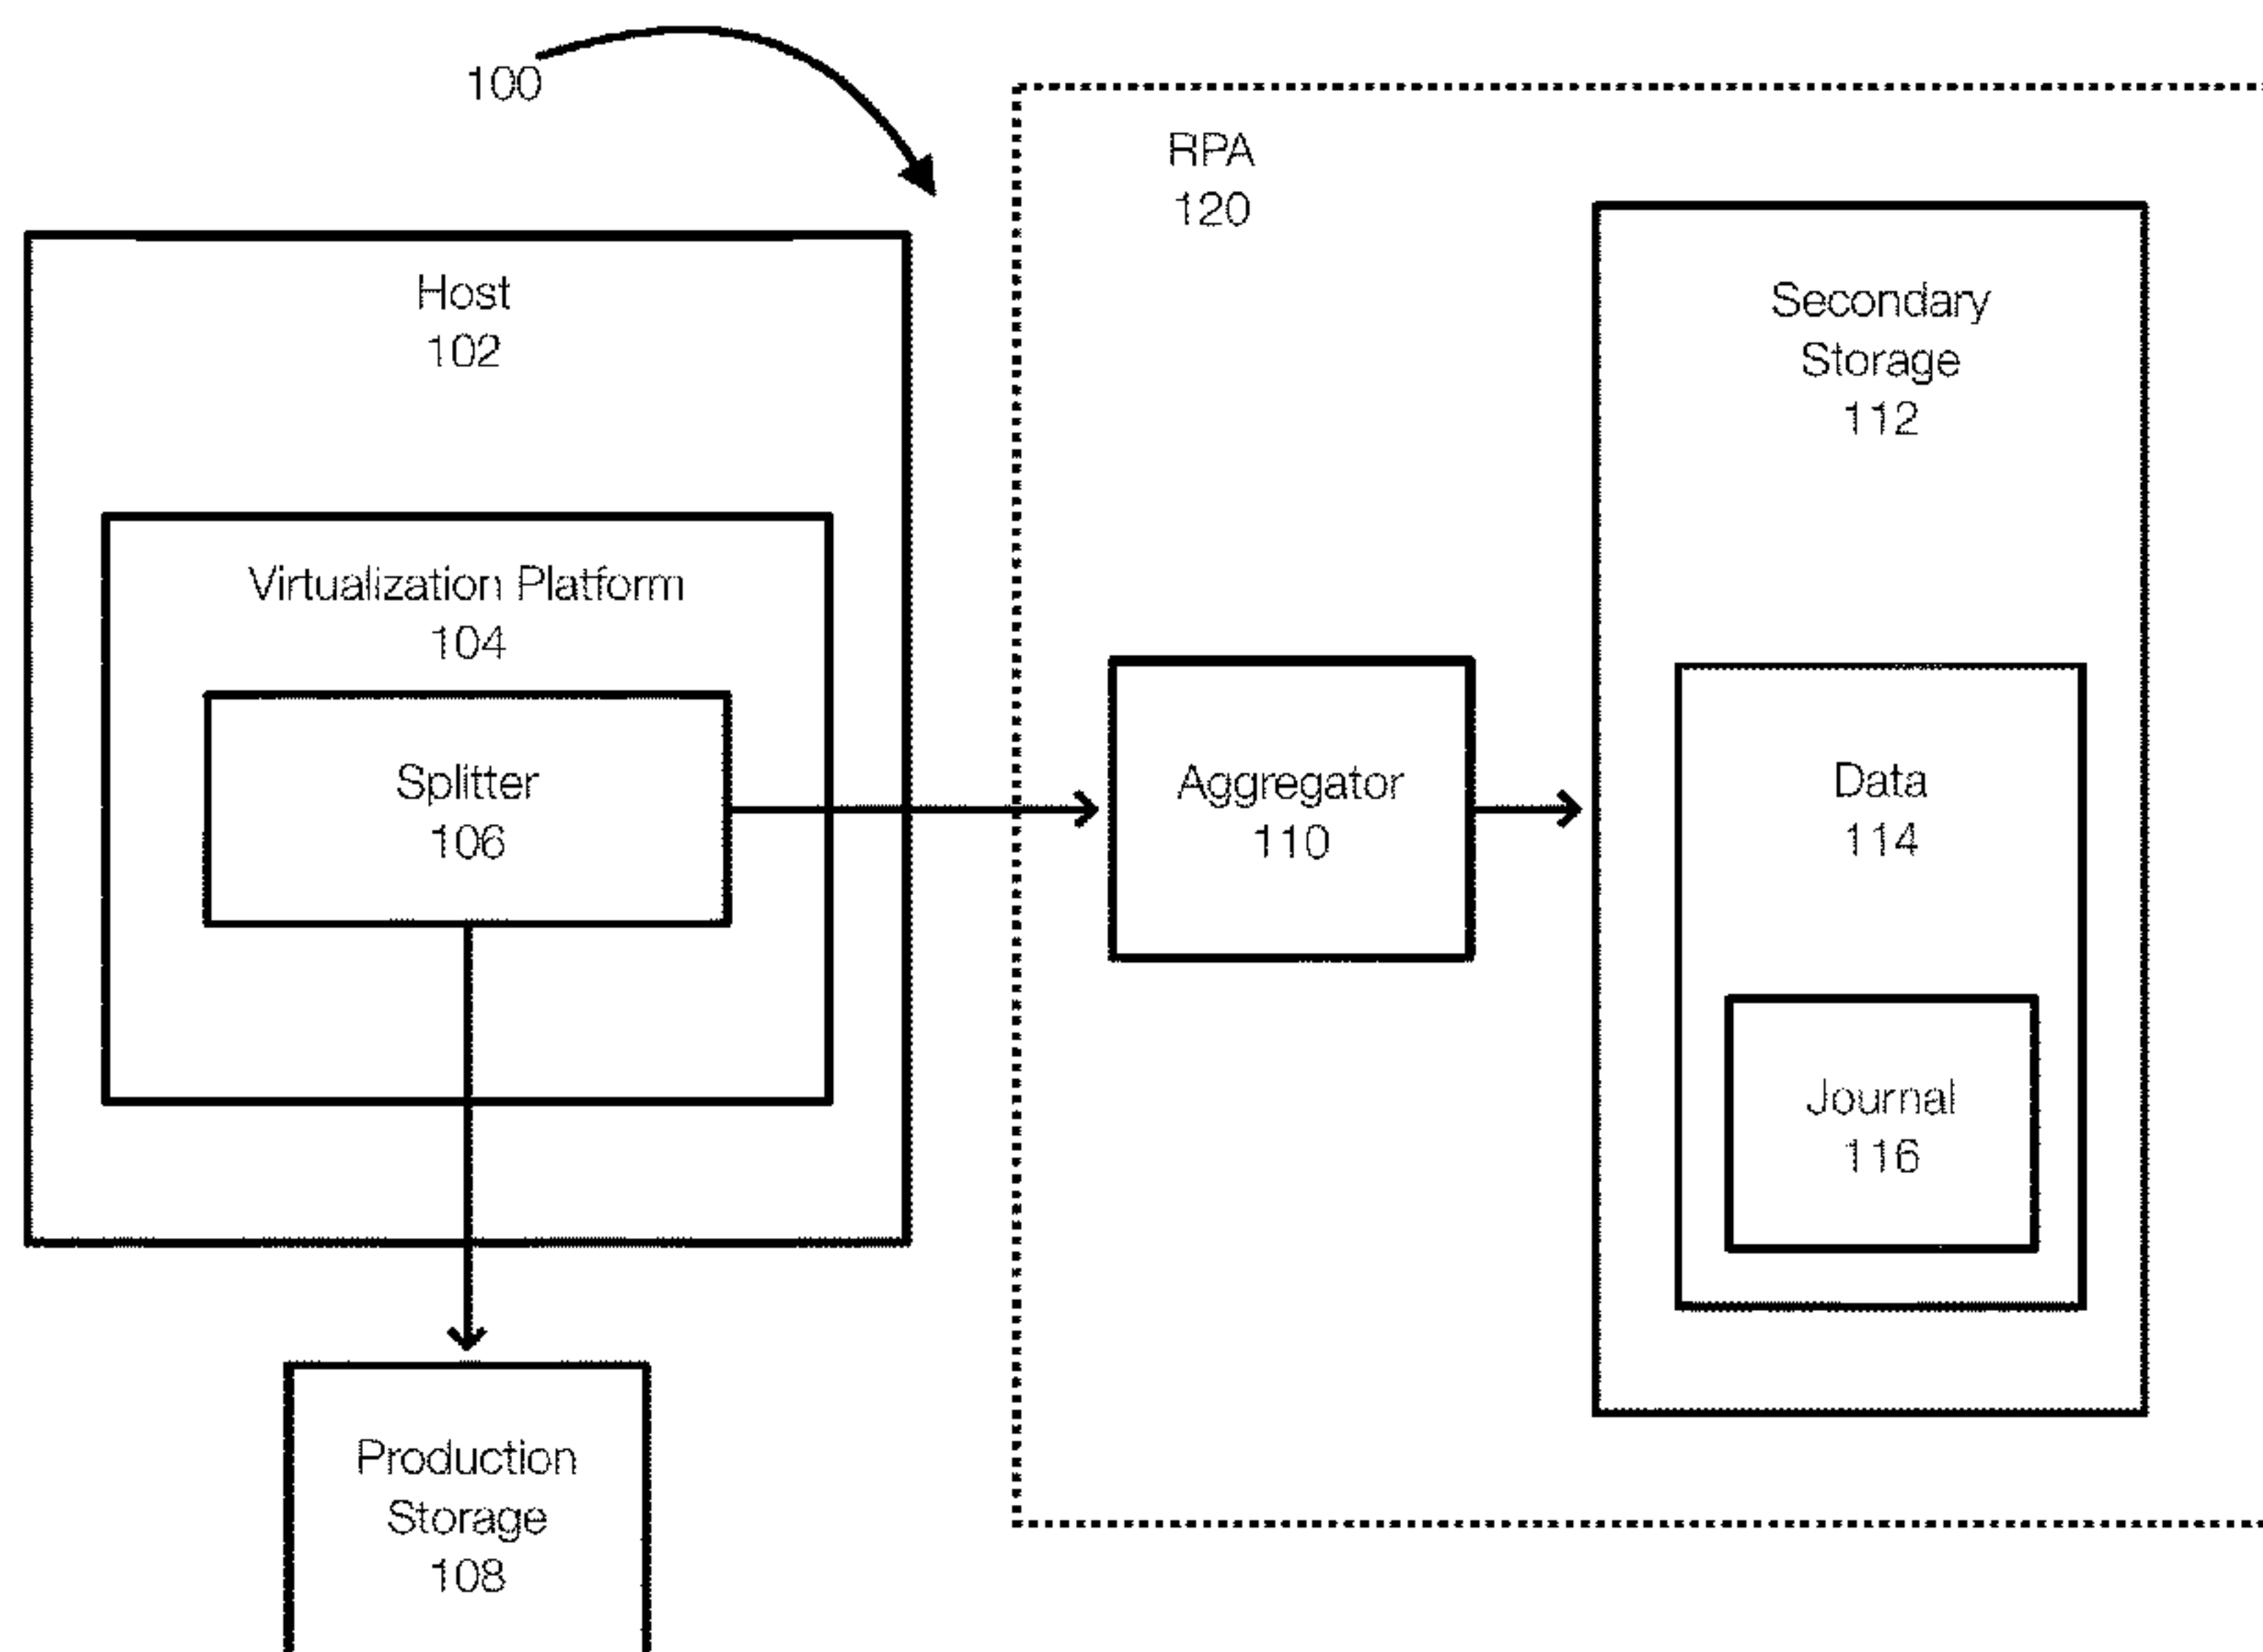 100
RPA
120
Host
102
Secondary
Storage
112
Virtualization Platform
104
Splitter
106
Aggregator
110
Data
114
Journal
116
Production
Storage
108